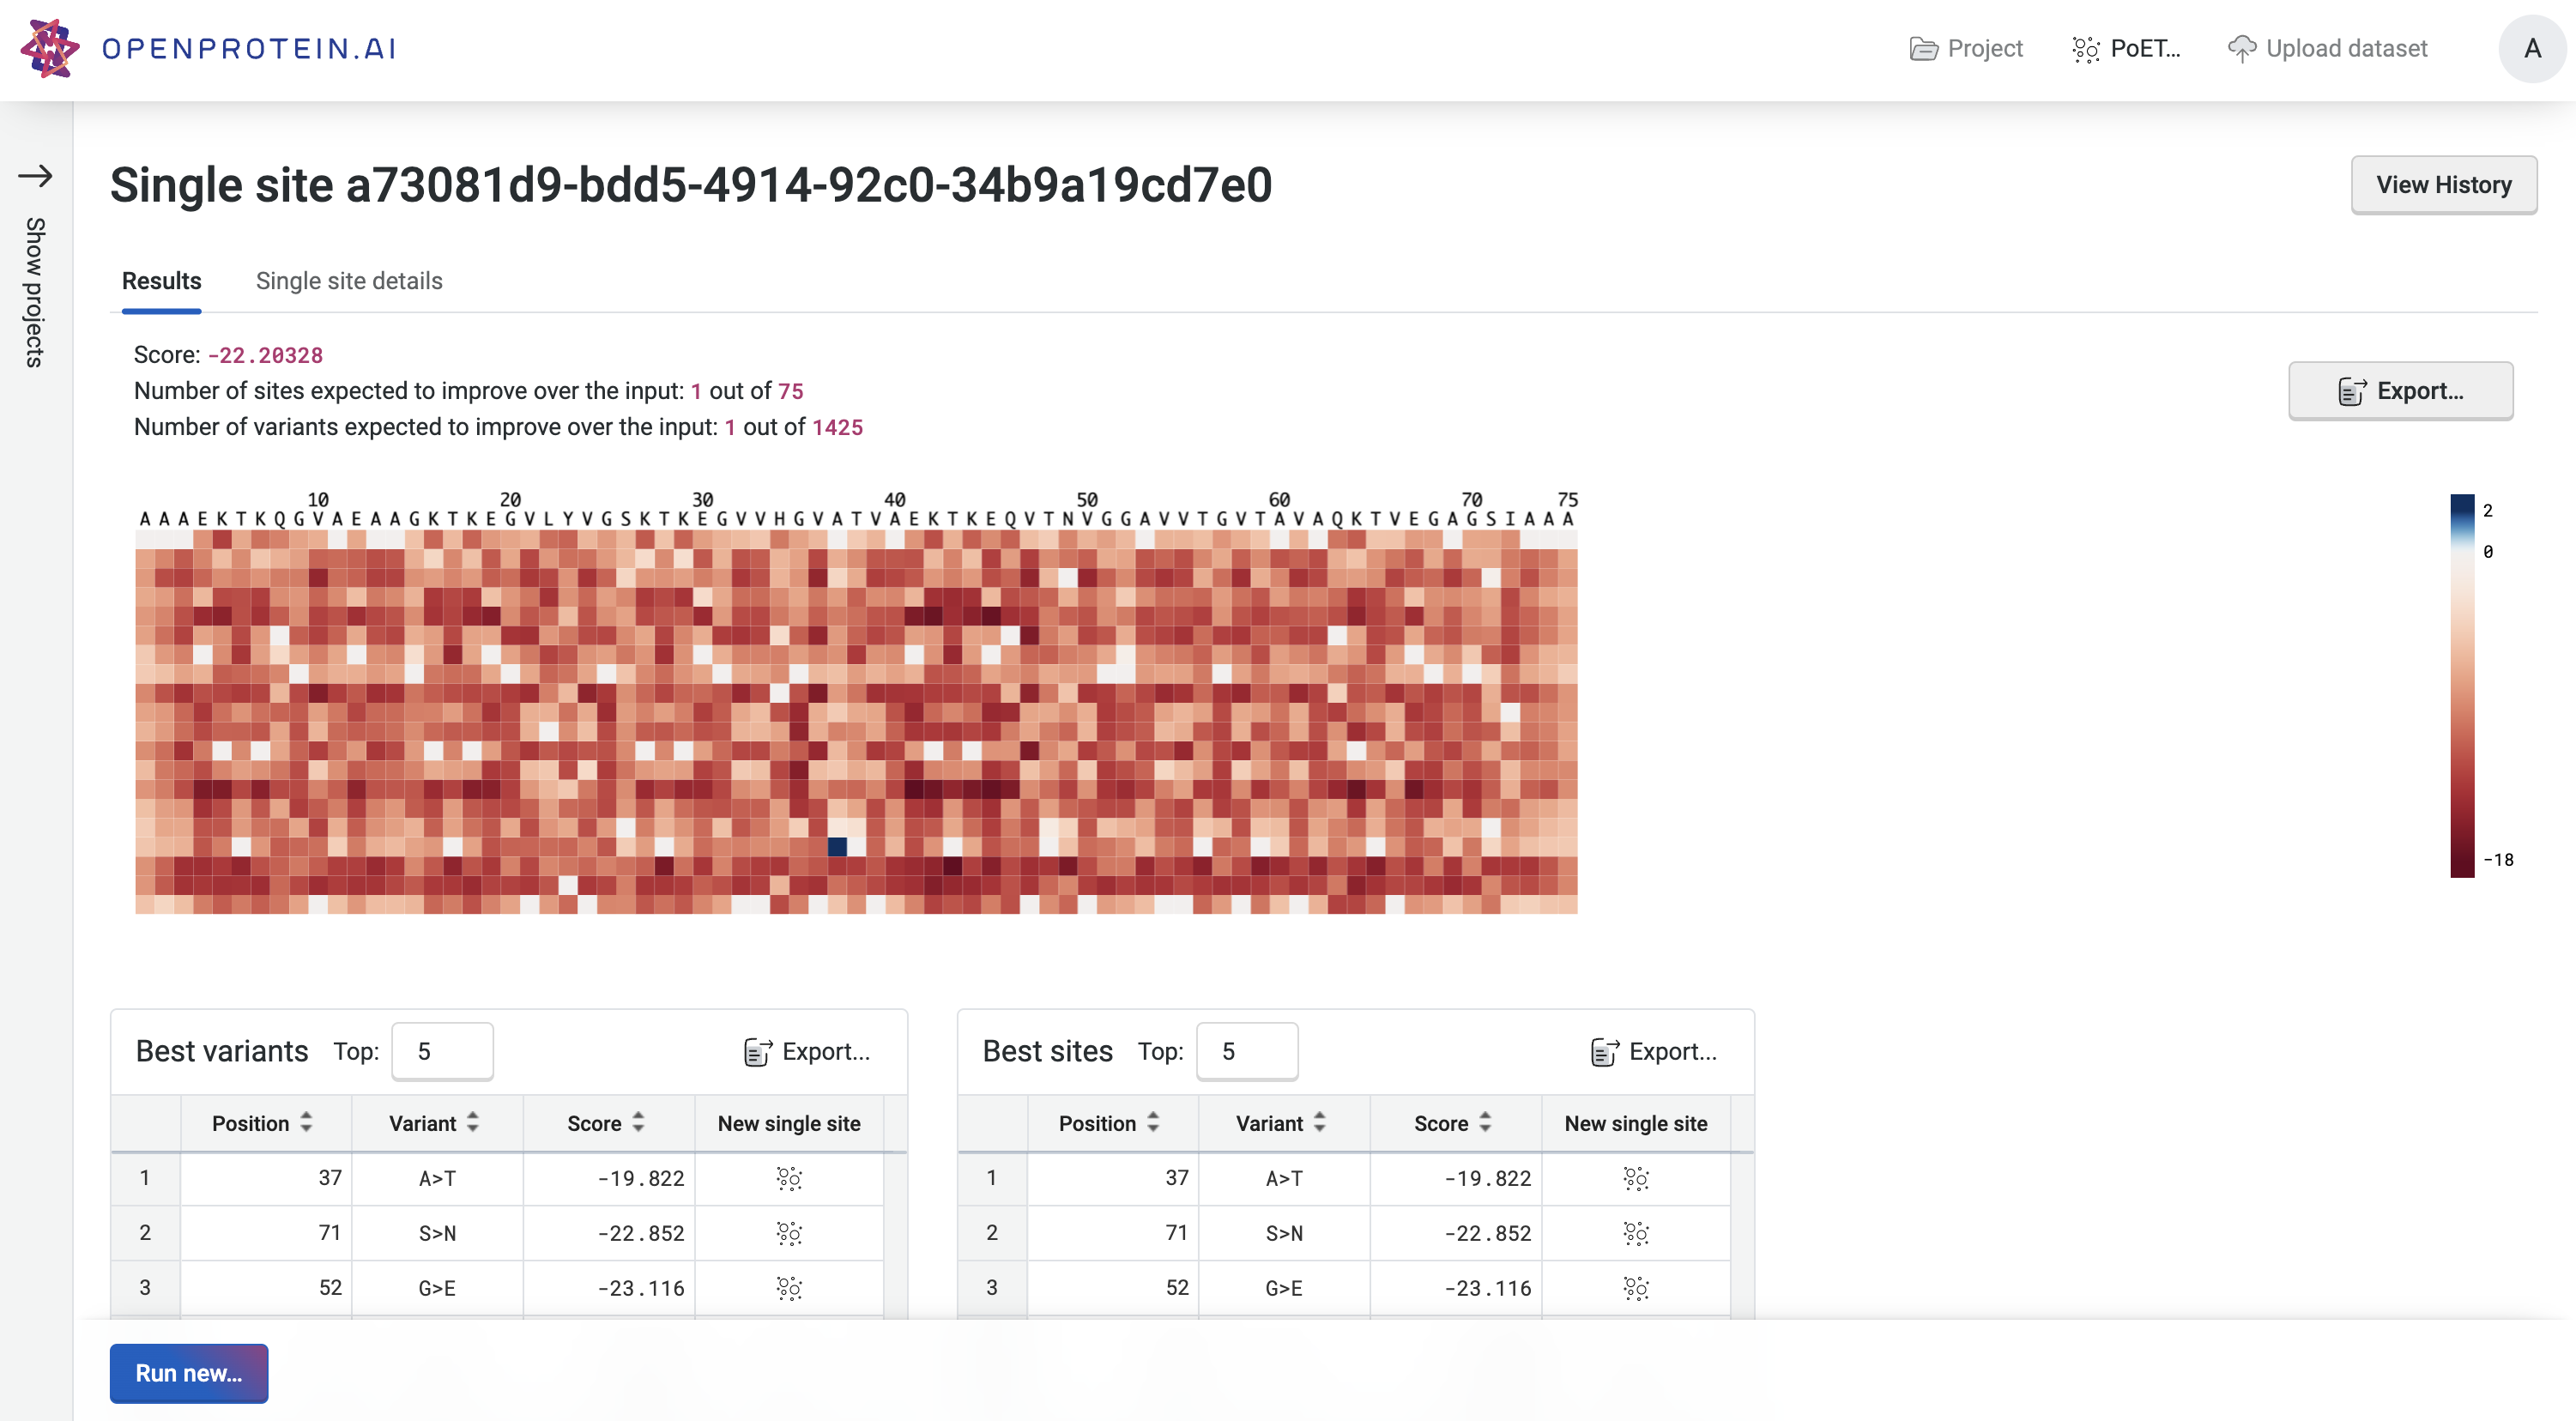 OPENPROTEIN.AI
Project
PoET...
Upload dataset
A
Show projects
Single site a73081d9-bdd5-4914-92c0-34b9a19cd7e0
View History
Results
Single site details
Score: -22.20328
Number of sites expected to improve over the input: 1 out of 75
Number of variants expected to improve over the input: 1 out of 1425
Export...
10 20 30 40 50 60 70 75
A A A E K T K Q G V A E A A G K T K E G V L Y V G S K T K E G V V H G V A T V A E K T K E Q V T N V G G A V V T G V T A V A Q K T V E G A G S I A A A
2
0
-18
Best variants Top: 5 Export...
Position Variant Score New single site
1 37 A>T -19.822
2 71 S>N -22.852
3 52 G>E -23.116
Best sites Top: 5 Export...
Position Variant Score New single site
1 37 A>T -19.822
2 71 S>N -22.852
3 52 G>E -23.116
Run new...